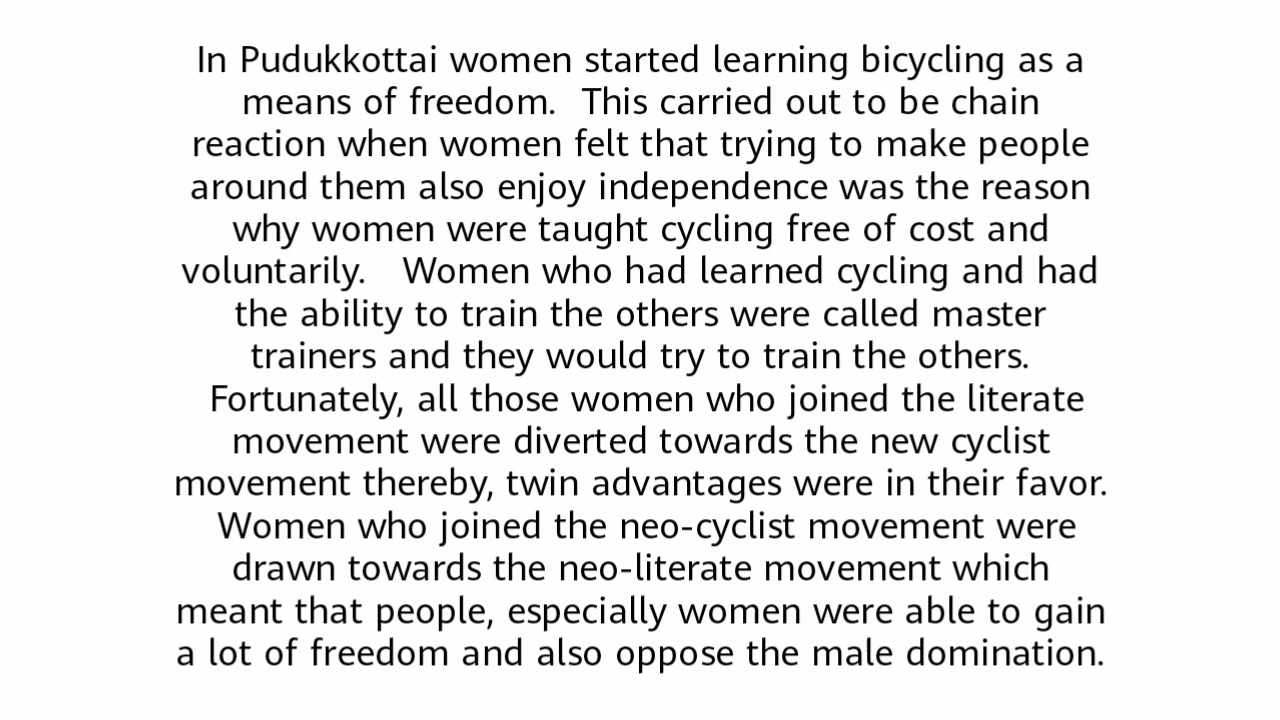 In Pudukkottai women started learning bicycling as a
means of freedom.  This carried out to be chain
reaction when women felt that trying to make people
around them also enjoy independence was the reason
why women were taught cycling free of cost and
voluntarily.   Women who had learned cycling and had
the ability to train the others were called master
trainers and they would try to train the others.
Fortunately, all those women who joined the literate
movement were diverted towards the new cyclist
movement thereby, twin advantages were in their favor.
Women who joined the neo-cyclist movement were
drawn towards the neo-literate movement which
meant that people, especially women were able to gain
a lot of freedom and also oppose the male domination.